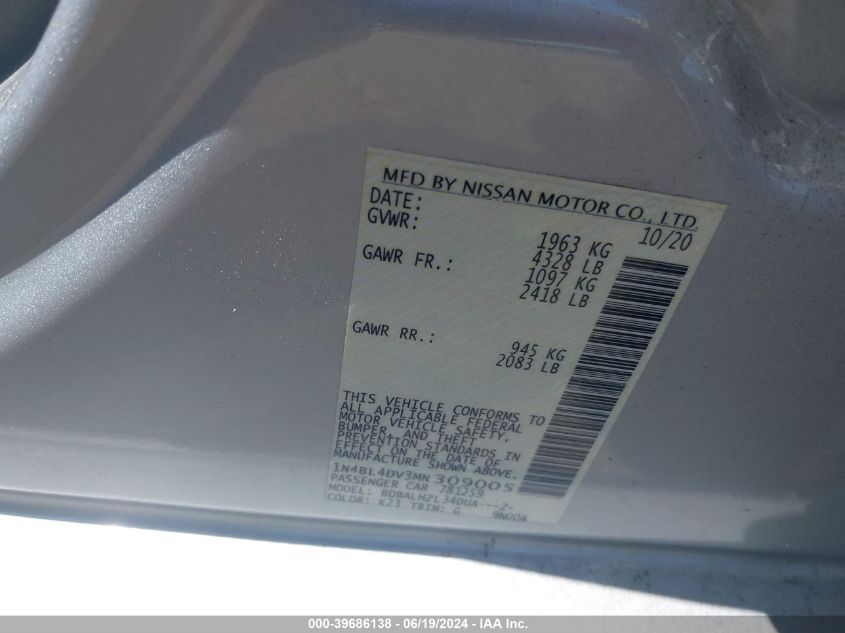 MFD BY NISSAN MOTOR CO., LTD.
DATE: 10/20
GVWR: 1963 KG
4328 LB
GAWR FR.: 1097 KG
2418 LB
GAWR RR.: 945 KG
2083 LB
THIS VEHICLE CONFORMS TO
ALL APPLICABLE FEDERAL
MOTOR VEHICLE SAFETY,
BUMPER, AND THEFT
PREVENTION STANDARDS IN
EFFECT ON THE DATE OF
MANUFACTURE SHOWN ABOVE.
1N4BL4DV3MN309005
PASSENGER CAR 781259
MODEL: BDBALHZL34DUA---Z-
COLOR: K23 TRIM: G 9N00A
000-39686138 - 06/19/2024 - IAA Inc.